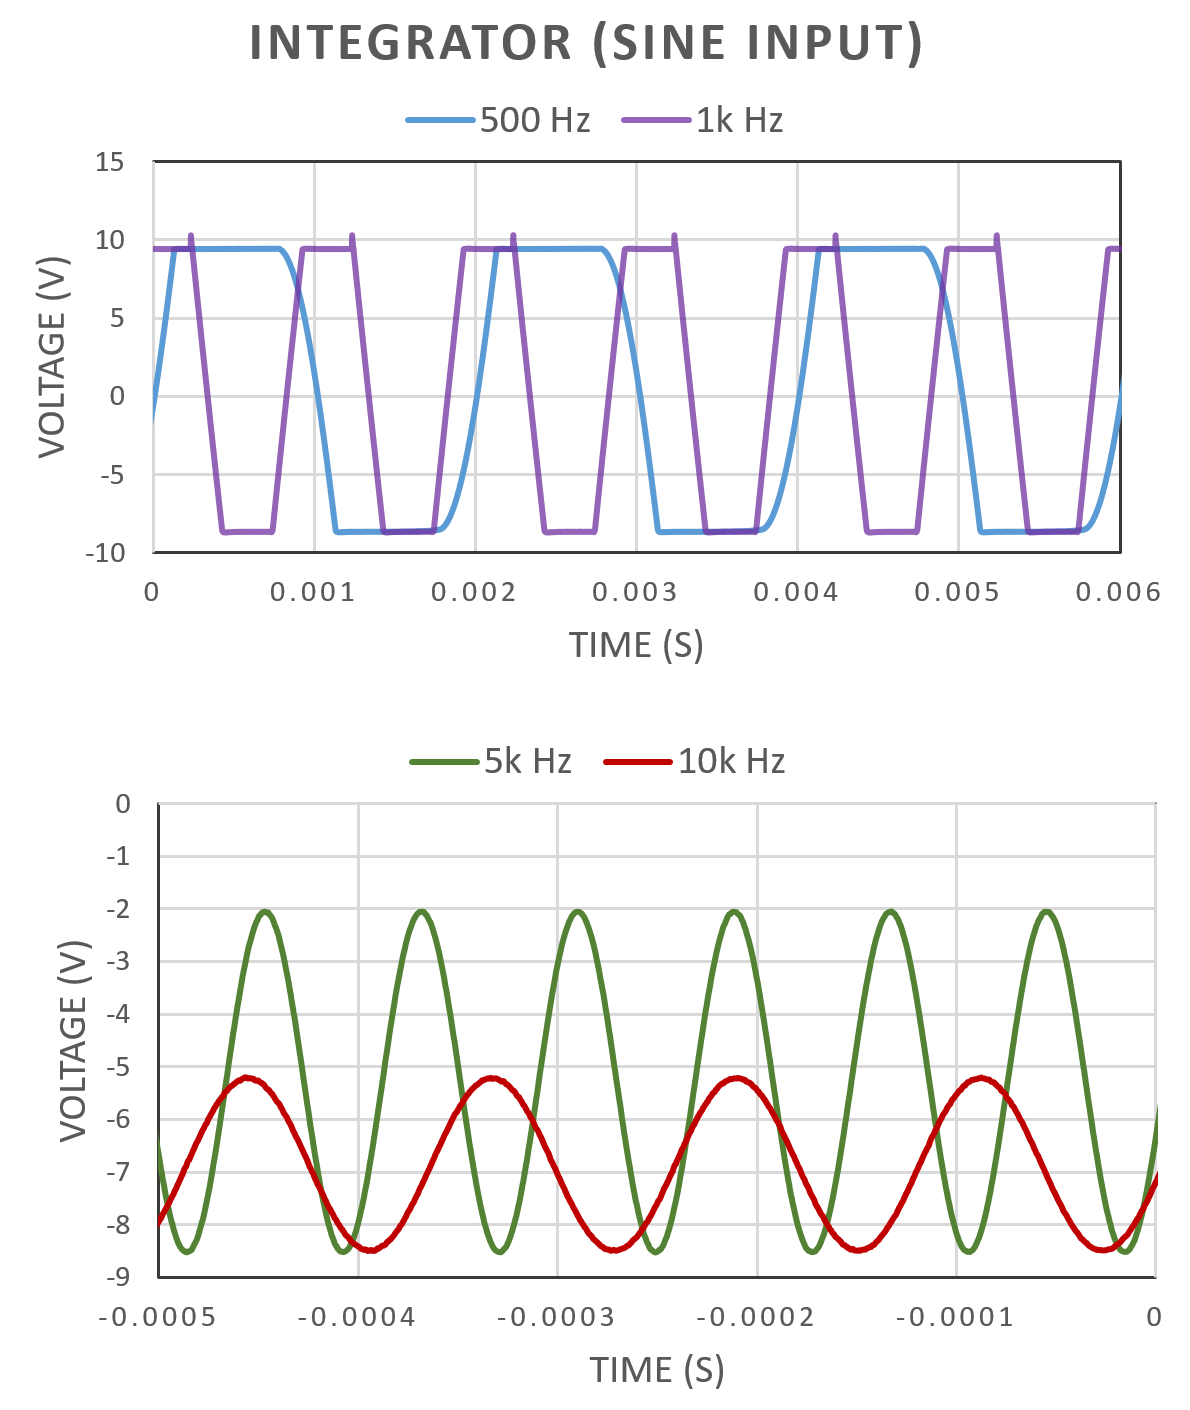 INTEGRATOR (SINE INPUT)
500 Hz 1k Hz
15
10
5
0
-5
-10
VOLTAGE (V)
0 0.001 0.002 0.003 0.004 0.005 0.006
TIME (S)
5k Hz 10k Hz
0
-1
-2
-3
-4
-5
-6
-7
-8
-9
VOLTAGE (V)
-0.0005 -0.0004 -0.0003 -0.0002 -0.0001 0
TIME (S)